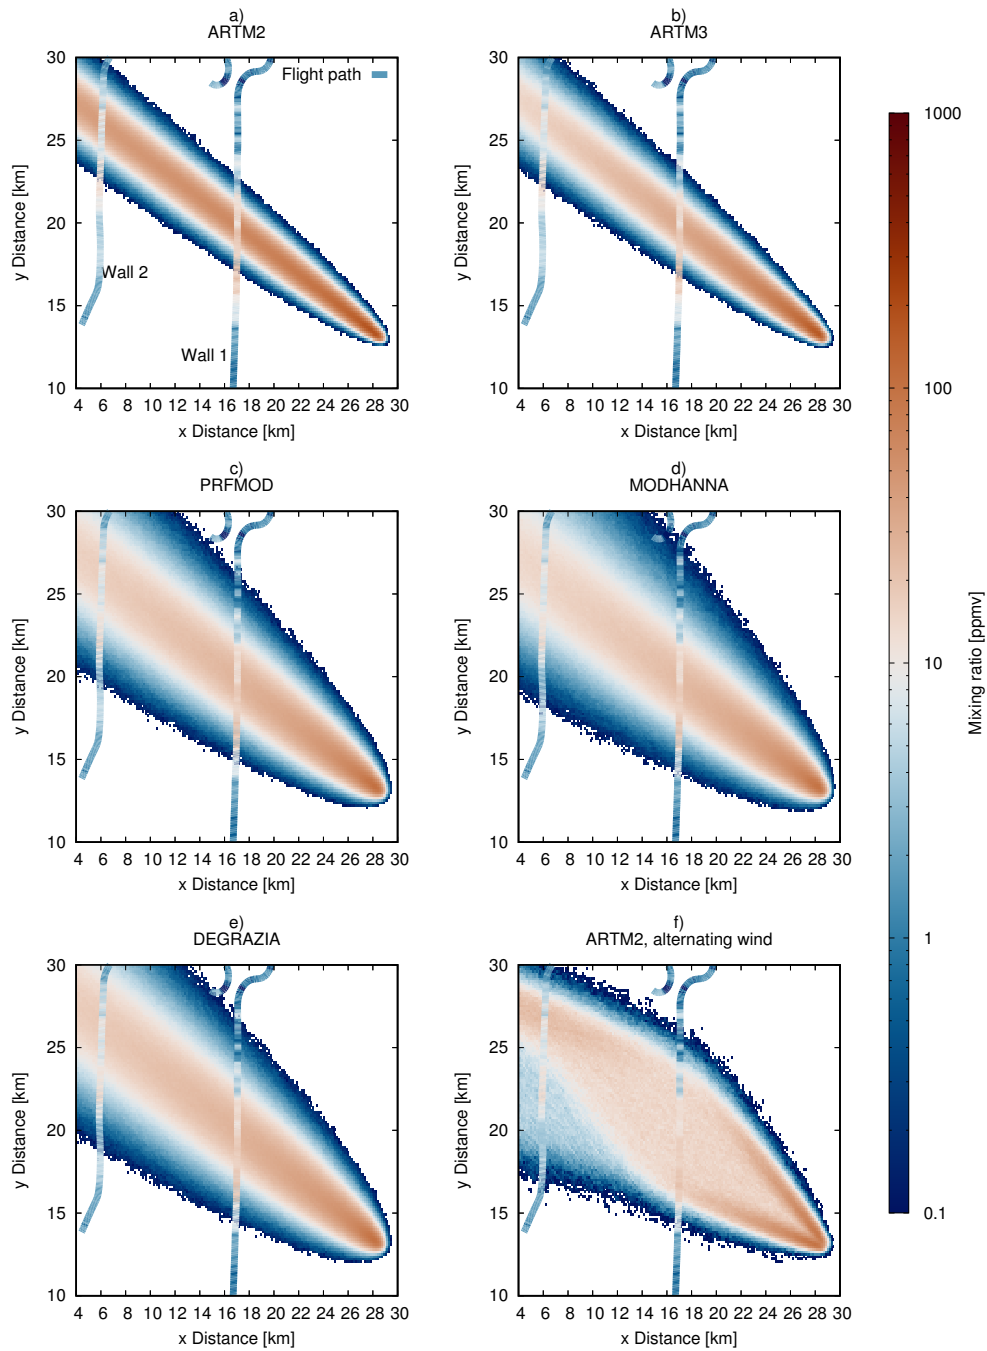 a)
ARTM2
30
25
20
15
10
4 6 8 10 12 14 16 18 20 22 24 26 28 30
y Distance [km]
x Distance [km]
Flight path
Wall 2
Wall 1
b)
ARTM3
30
25
20
15
10
4 6 8 10 12 14 16 18 20 22 24 26 28 30
y Distance [km]
x Distance [km]
c)
PRFMOD
30
25
20
15
10
4 6 8 10 12 14 16 18 20 22 24 26 28 30
y Distance [km]
x Distance [km]
d)
MODHANNA
30
25
20
15
10
4 6 8 10 12 14 16 18 20 22 24 26 28 30
y Distance [km]
x Distance [km]
e)
DEGRAZIA
30
25
20
15
10
4 6 8 10 12 14 16 18 20 22 24 26 28 30
y Distance [km]
x Distance [km]
f)
ARTM2, alternating wind
30
25
20
15
10
4 6 8 10 12 14 16 18 20 22 24 26 28 30
y Distance [km]
x Distance [km]
1000
100
10
1
0.1
Mixing ratio [ppmv]